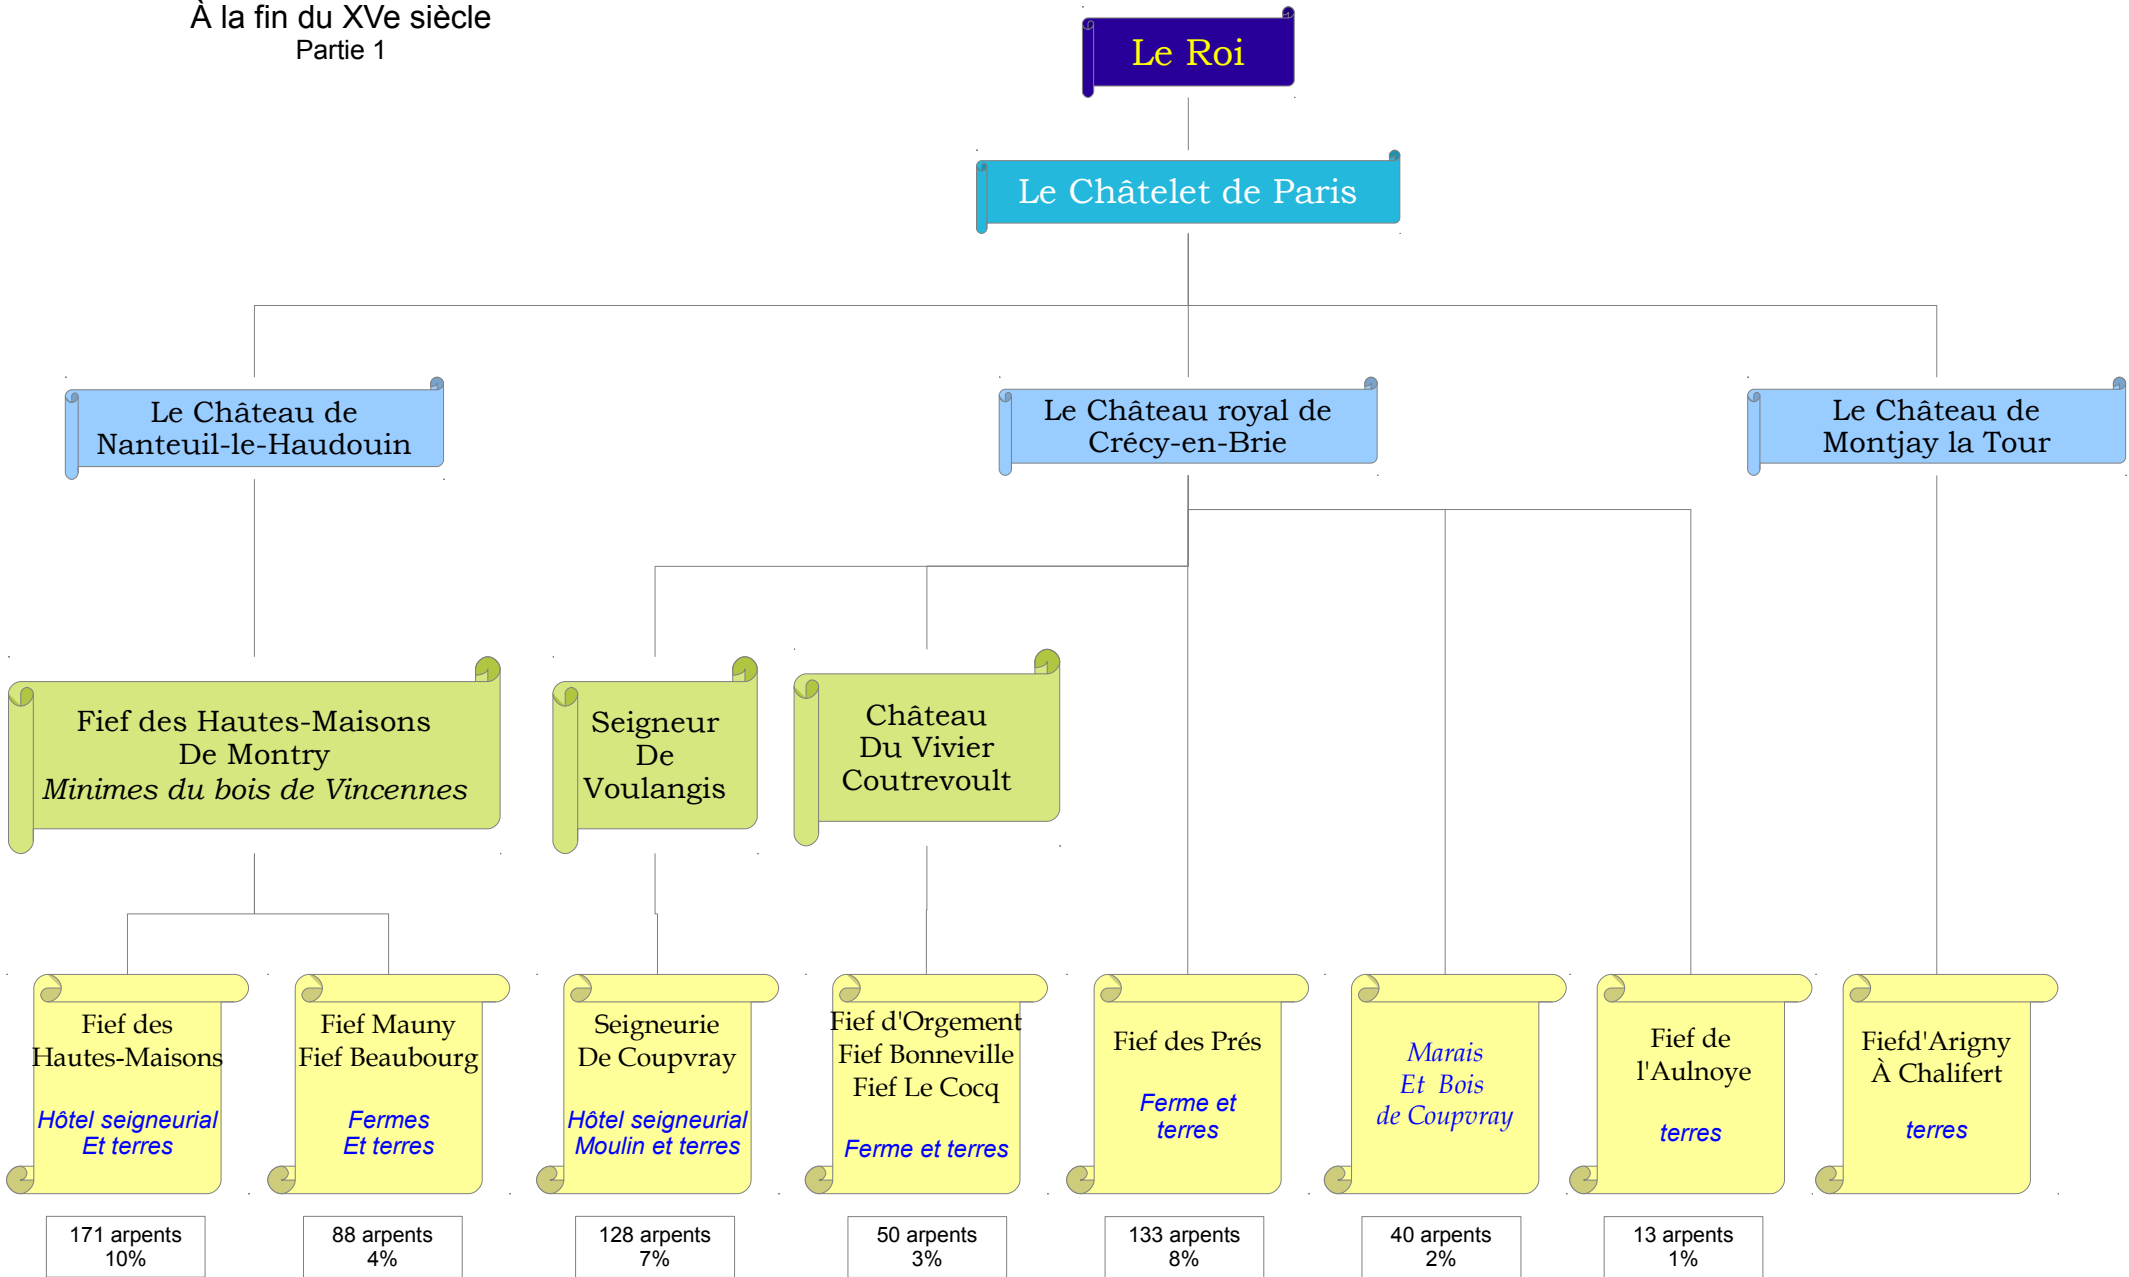 À la fin du XVe siècle
Partie 1
Le Roi
Le Châtelet de Paris
Le Château de
Nanteuil-le-Haudouin
Le Château royal de
Crécy-en-Brie
Le Château de
Montjay la Tour
Fief des Hautes-Maisons
De Montry
Minimes du bois de Vincennes
Seigneur
De
Voulangis
Château
Du Vivier
Coutrevoult
Fief des
Hautes-Maisons
Hôtel seigneurial
Et terres
Fief Mauny
Fief Beaubourg
Fermes
Et terres
Seigneurie
De Coupvray
Hôtel seigneurial
Moulin et terres
Fief d'Orgement
Fief Bonneville
Fief Le Cocq
Ferme et terres
Fief des Prés
Ferme et
terres
Marais
Et Bois
de Coupvray
Fief de
l'Aulnoye
terres
Fiefd'Arigny
À Chalifert
terres
171 arpents
10%
88 arpents
4%
128 arpents
7%
50 arpents
3%
133 arpents
8%
40 arpents
2%
13 arpents
1%